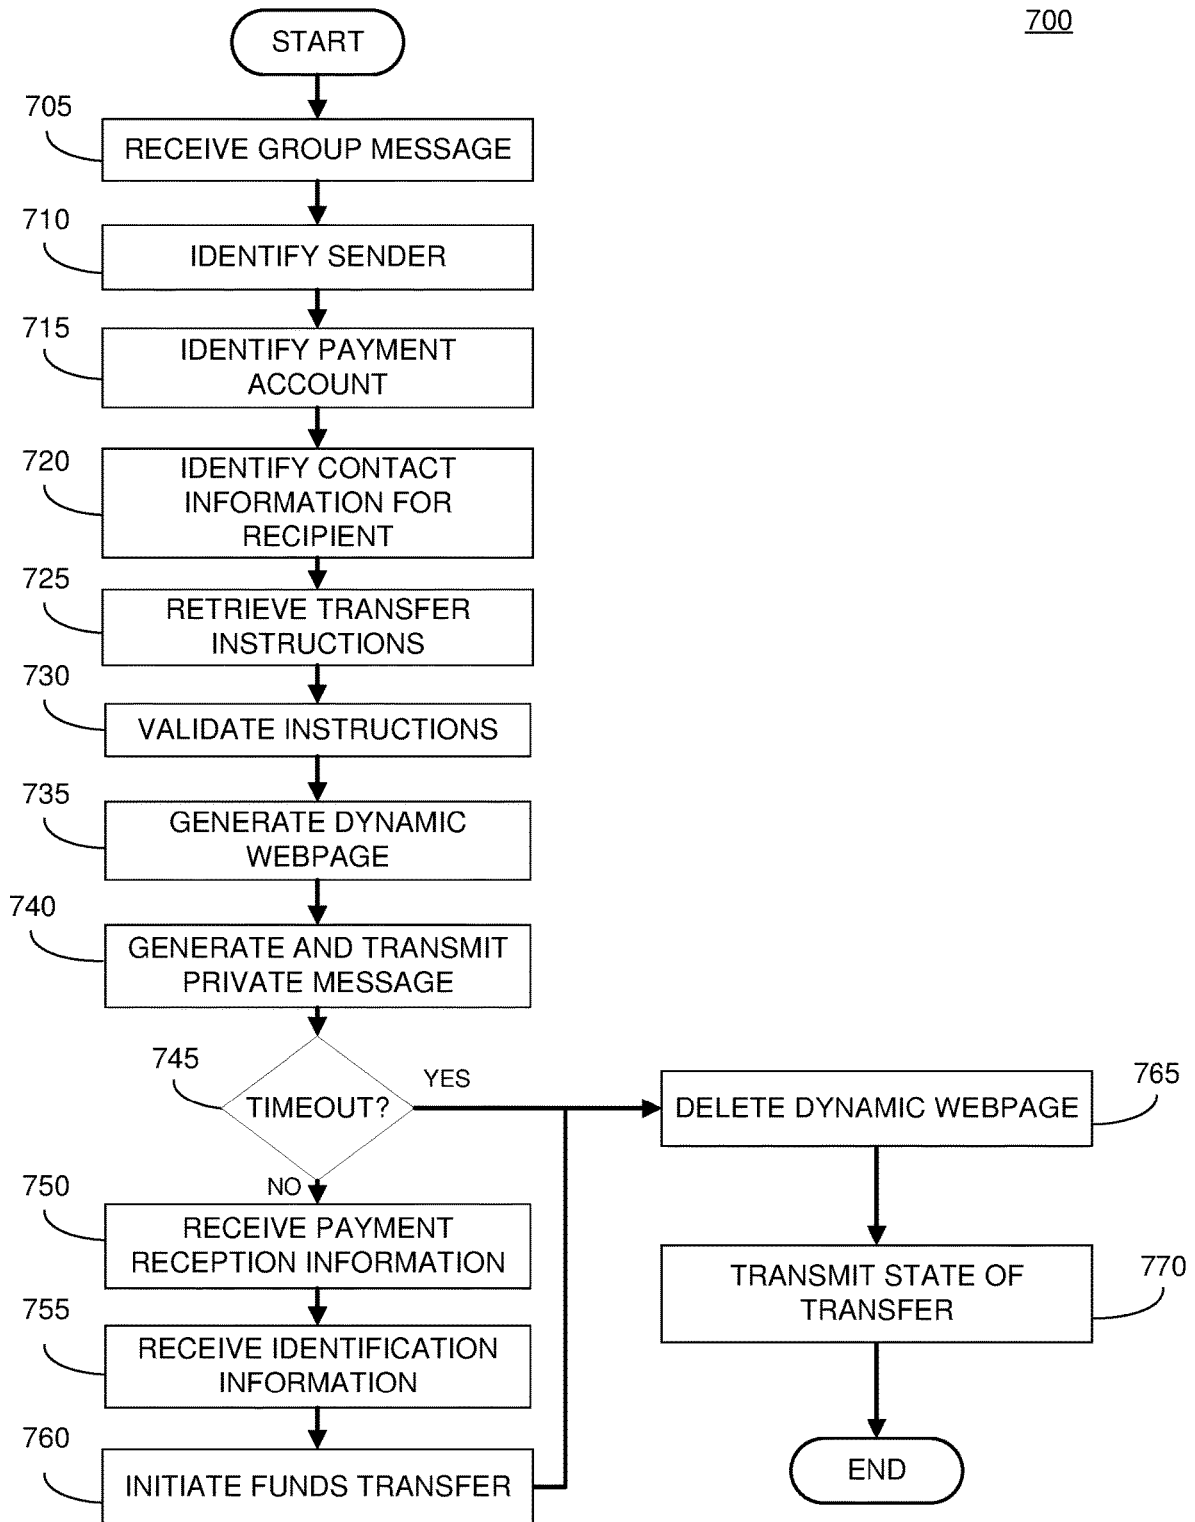 700
START
705
RECEIVE GROUP MESSAGE
710
IDENTIFY SENDER
715
IDENTIFY PAYMENT
ACCOUNT
720
IDENTIFY CONTACT
INFORMATION FOR
RECIPIENT
725
RETRIEVE TRANSFER
INSTRUCTIONS
730
VALIDATE INSTRUCTIONS
735
GENERATE DYNAMIC
WEBPAGE
740
GENERATE AND TRANSMIT
PRIVATE MESSAGE
745
TIMEOUT?
YES
NO
750
RECEIVE PAYMENT
RECEPTION INFORMATION
755
RECEIVE IDENTIFICATION
INFORMATION
760
INITIATE FUNDS TRANSFER
765
DELETE DYNAMIC WEBPAGE
770
TRANSMIT STATE OF
TRANSFER
END